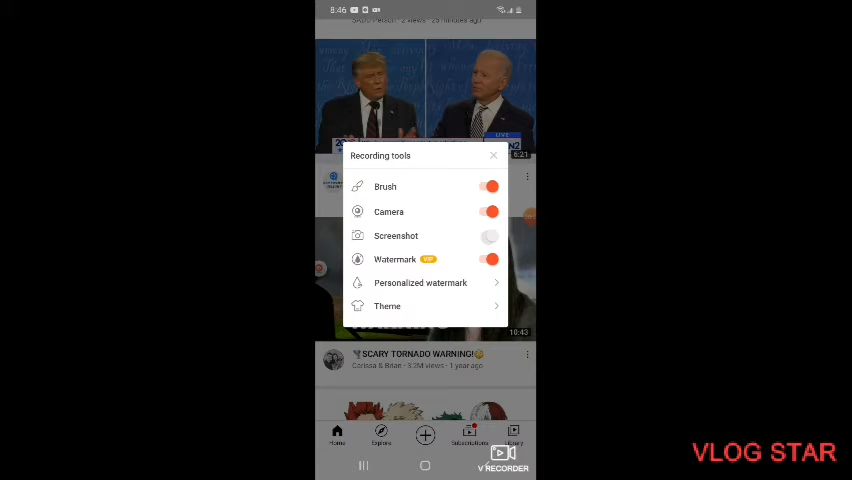 8:46
2 views - 25 minutes ago
LIVE
6:21
Recording tools
Brush
Camera
Screenshot
Watermark VIP
Personalized watermark
Theme
10:43
SCARY TORNADO WARNING!
Carissa & Brian - 3.3M views - 1 year ago
Home
Explore
Subscriptions
Library
V RECORDER
VLOG STAR